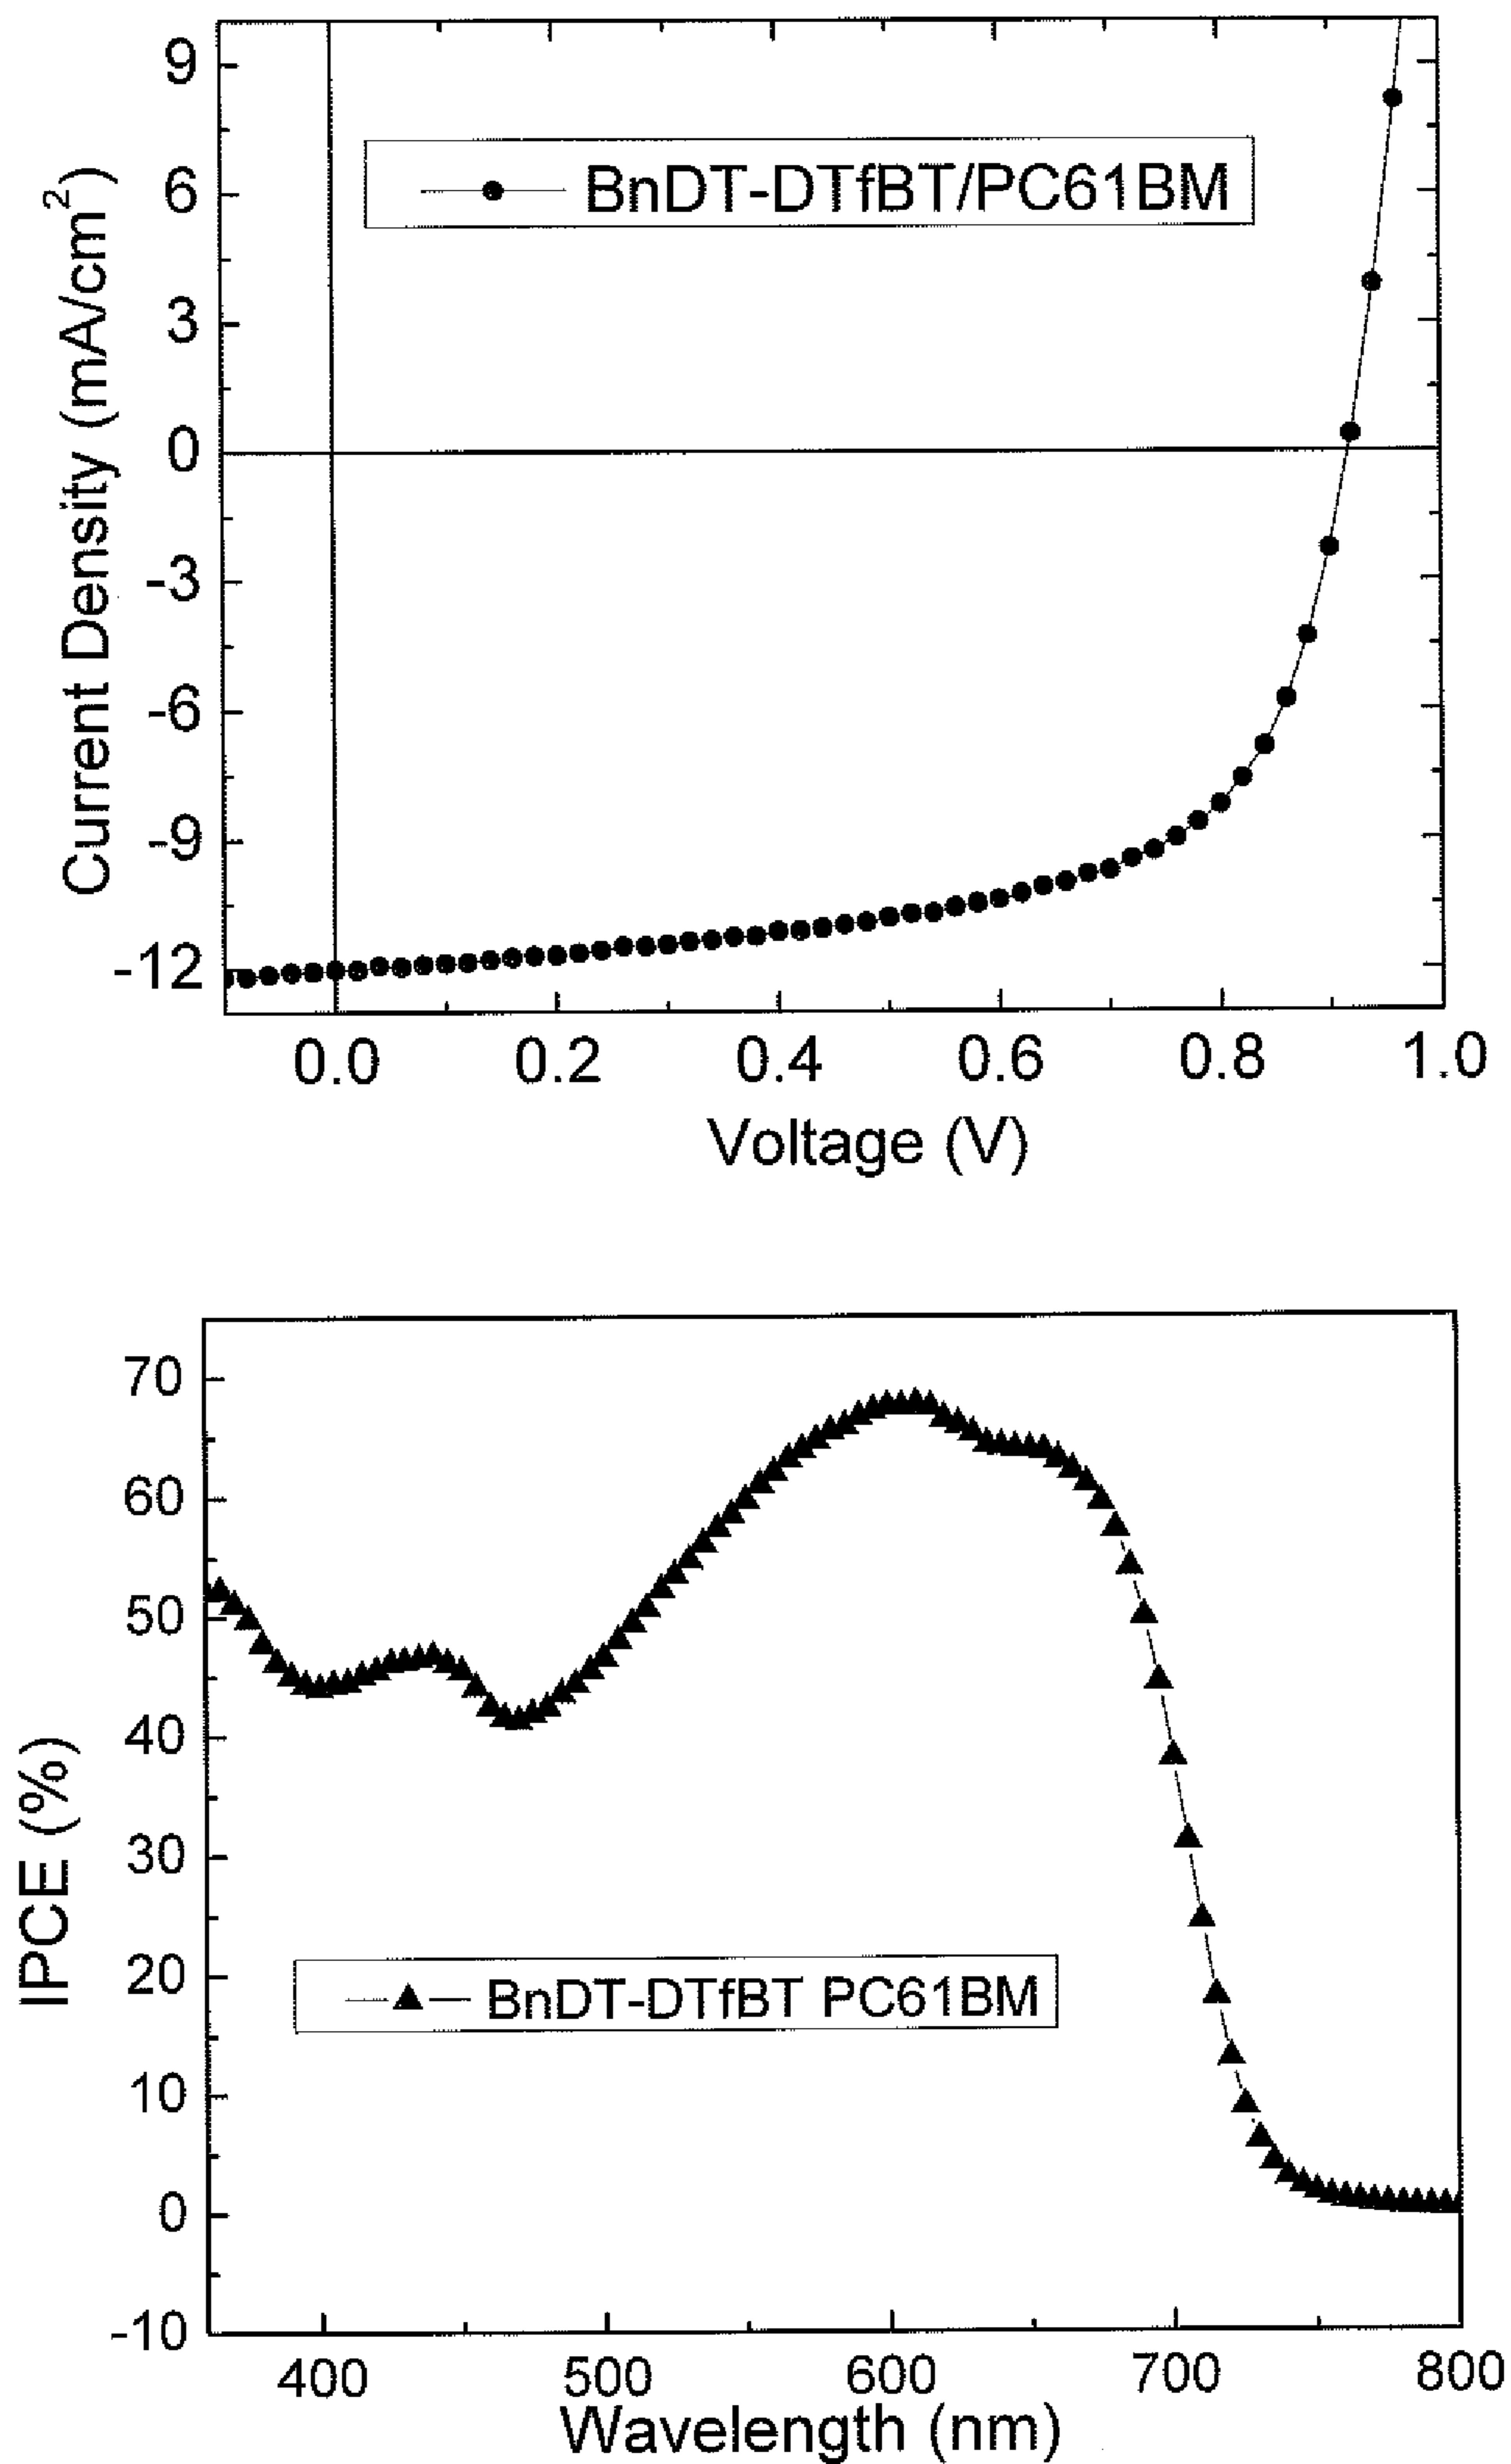 9
6
3
0
-3
-6
-9
-12
Current Density (mA/cm²)
BnDT-DTfBT/PC61BM
0.0 0.2 0.4 0.6 0.8 1.0
Voltage (V)
70
60
50
40
30
20
10
0
-10
IPCE (%)
BnDT-DTfBT PC61BM
400 500 600 700 800
Wavelength (nm)